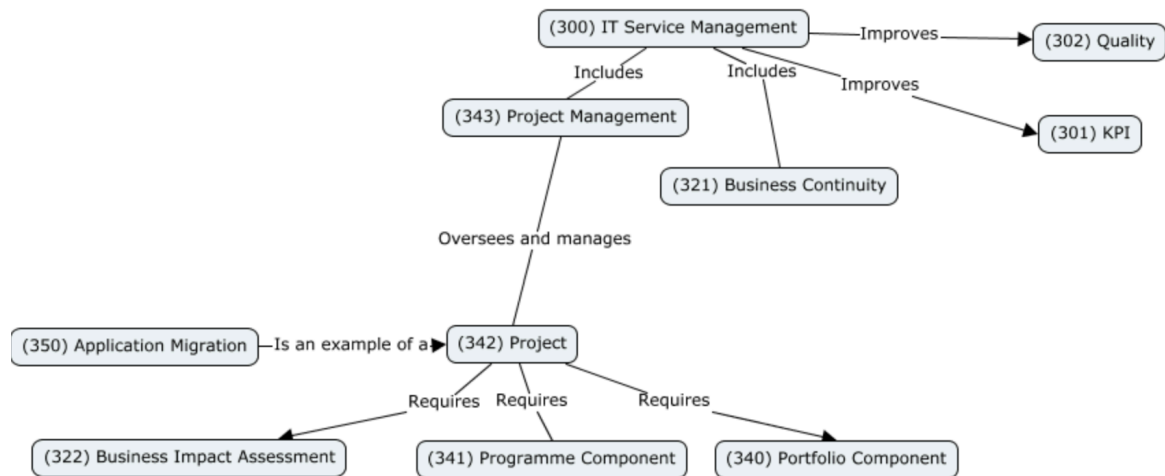 (300) IT Service Management
Improves
(302) Quality
Includes
Includes
Improves
(343) Project Management
(301) KPI
(321) Business Continuity
Oversees and manages
(350) Application Migration
Is an example of a
(342) Project
Requires
Requires
Requires
(322) Business Impact Assessment
(341) Programme Component
(340) Portfolio Component